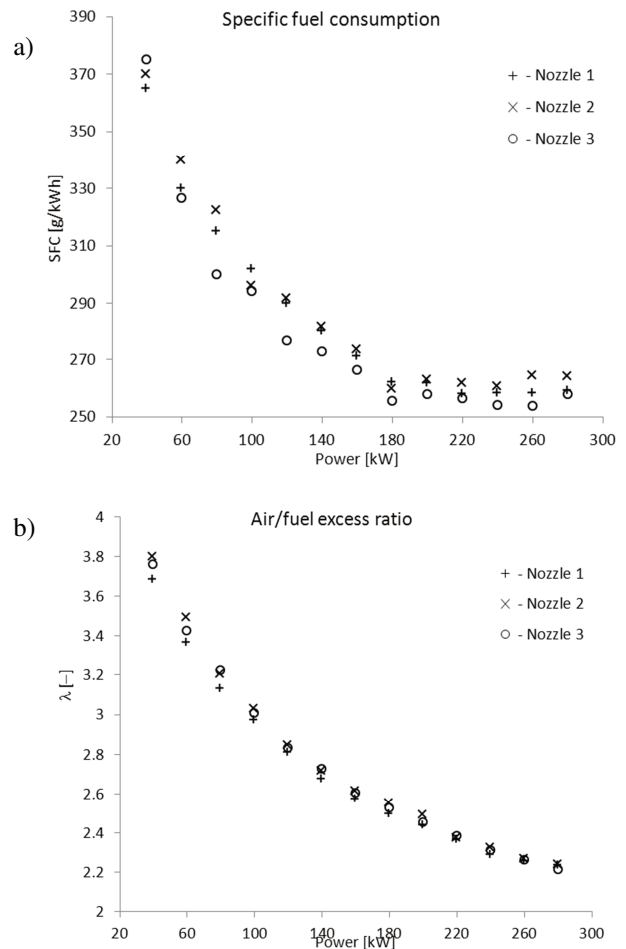 Specific fuel consumption
a)
390
370
350
330
310
290
270
250
SFC [g/kWh]
+ - Nozzle 1
× - Nozzle 2
○ - Nozzle 3
20 60 100 140 180 220 260 300
Power [kW]
b)
Air/fuel excess ratio
4
3.8
3.6
3.4
3.2
3
2.8
2.6
2.4
2.2
2
λ [−]
+ - Nozzle 1
× - Nozzle 2
○ - Nozzle 3
20 60 100 140 180 220 260 300
Power [kW]